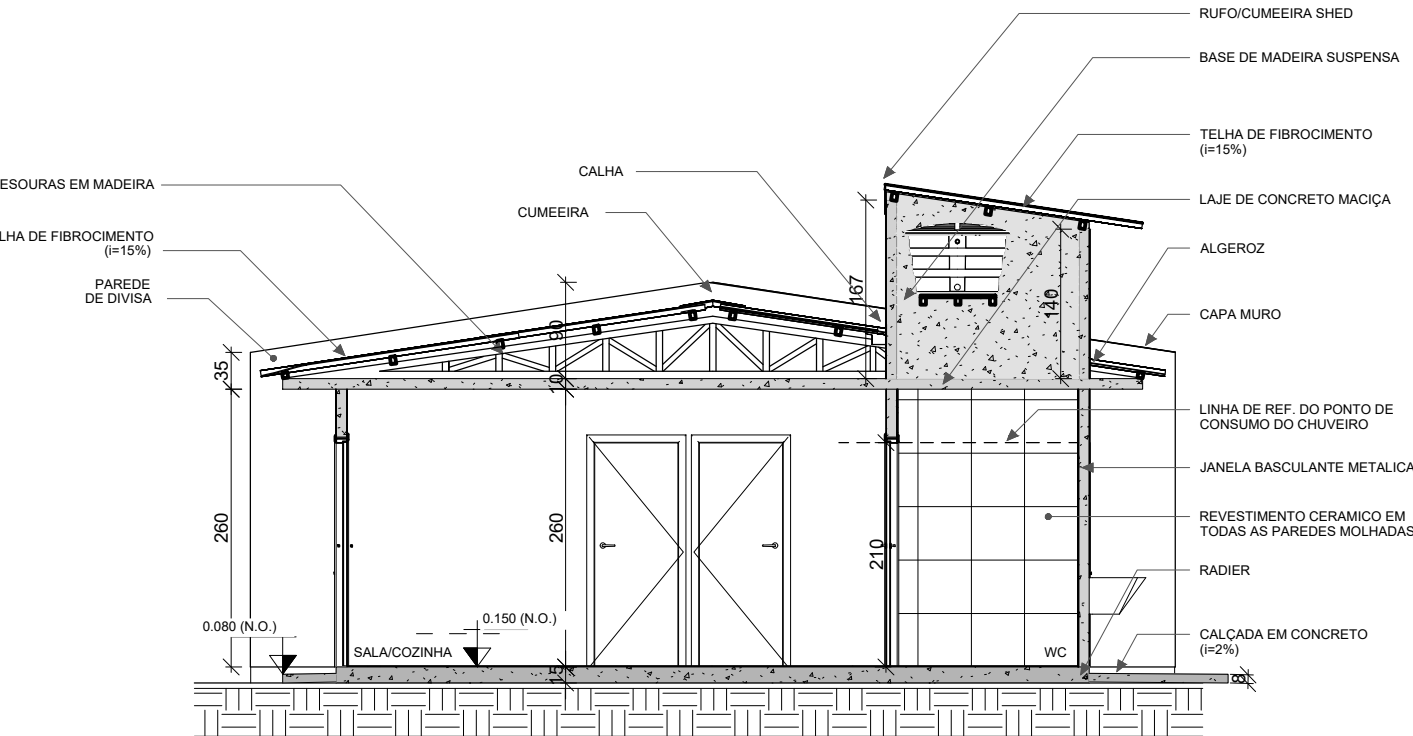 RUFO/CUMEEIRA SHED
BASE DE MADEIRA SUSPENSA
TELHA DE FIBROCIMENTO
(i=15%)
LAJE DE CONCRETO MACIÇA
ALGEROZ
CAPA MURO
LINHA DE REF. DO PONTO DE
CONSUMO DO CHUVEIRO
JANELA BASCULANTE METALICA
REVESTIMENTO CERAMICO EM
TODAS AS PAREDES MOLHADAS
RADIER
CALÇADA EM CONCRETO
(i=2%)
CALHA
CUMEEIRA
ESOURAS EM MADEIRA
LHA DE FIBROCIMENTO
(i=15%)
PAREDE
DE DIVISA
35
260
90
10
260
15
167
140
210
8
0.080 (N.O.)
0.150 (N.O.)
SALA/COZINHA
WC